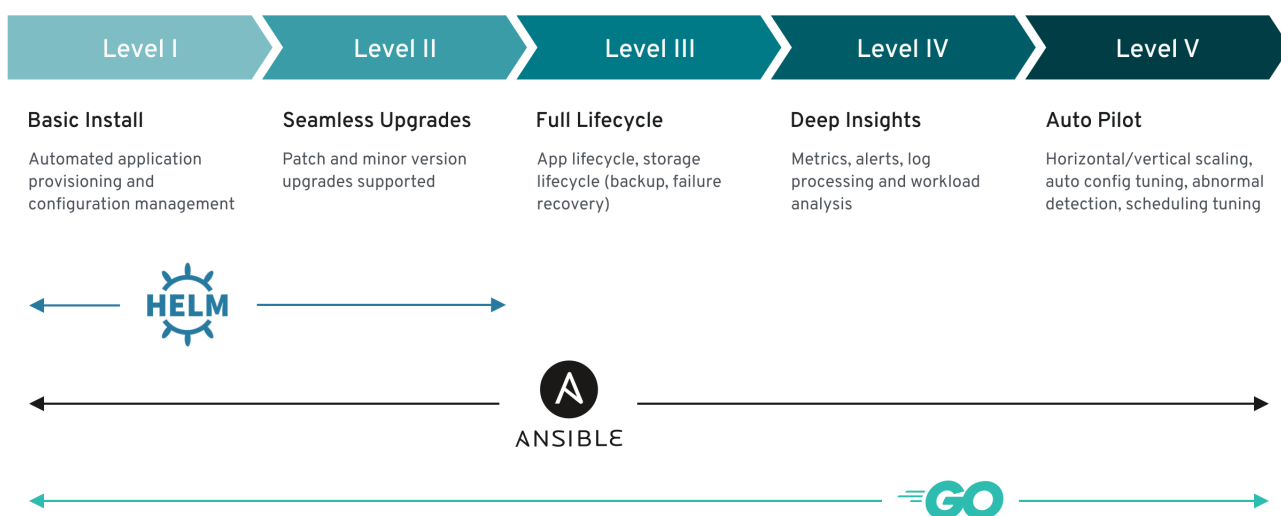 Level I
Level II
Level III
Level IV
Level V
Basic Install
Automated application
provisioning and
configuration management
Seamless Upgrades
Patch and minor version
upgrades supported
Full Lifecycle
App lifecycle, storage
lifecycle (backup, failure
recovery)
Deep Insights
Metrics, alerts, log
processing and workload
analysis
Auto Pilot
Horizontal/vertical scaling,
auto config tuning, abnormal
detection, scheduling tuning
HELM
A
ANSIBLE
GO